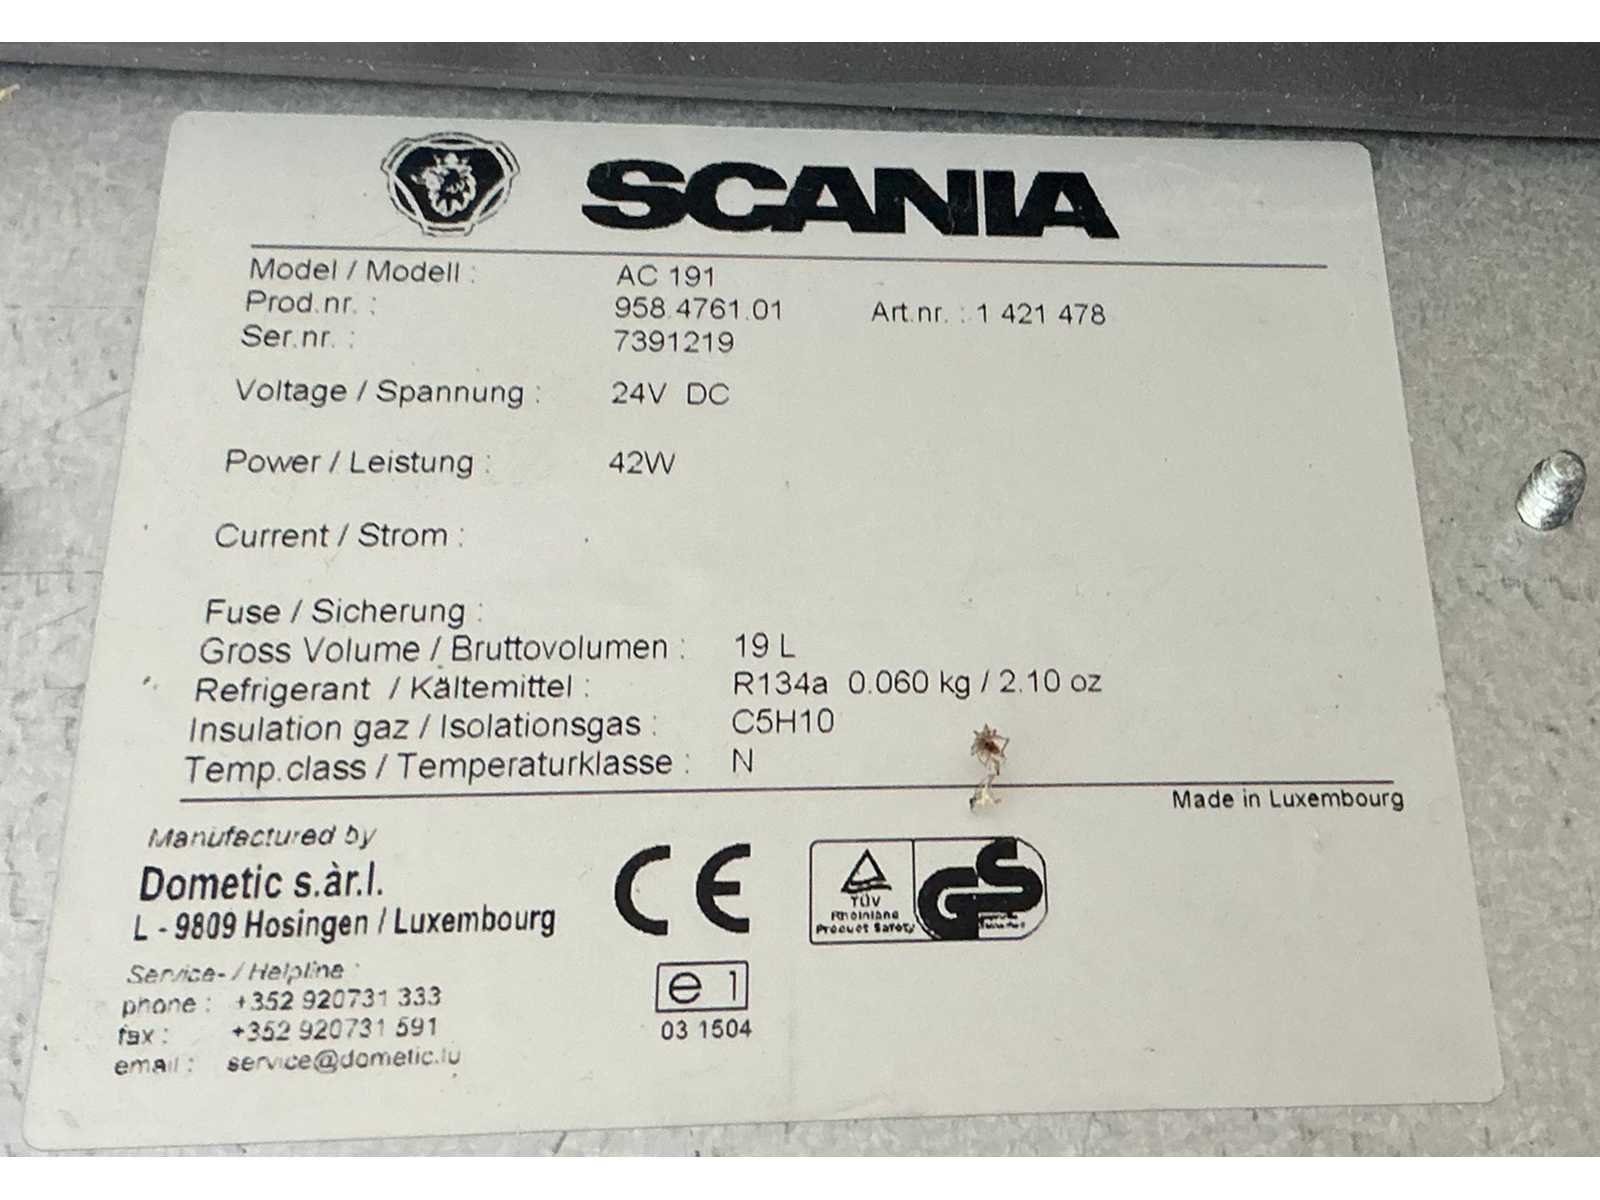 SCANIA
Model / Modell : AC 191
Prod.nr. : 958.4761.01 Art.nr. : 1 421 478
Ser.nr. : 7391219
Voltage / Spannung : 24V DC
Power / Leistung : 42W
Current / Strom :
Fuse / Sicherung :
Gross Volume / Bruttovolumen : 19 L
Refrigerant / Kältemittel : R134a 0.060 kg / 2.10 oz
Insulation gaz / Isolationsgas : C5H10
Temp.class / Temperaturklasse : N
Made in Luxembourg
Manufactured by
Dometic s.àr.l.
L - 9809 Hosingen / Luxembourg
Service- / Helpline :
phone : +352 920731 333
fax : +352 920731 591
email : service@dometic.lu
CE
TÜV
Rheinland
Product Safety
GS
e 1
03 1504